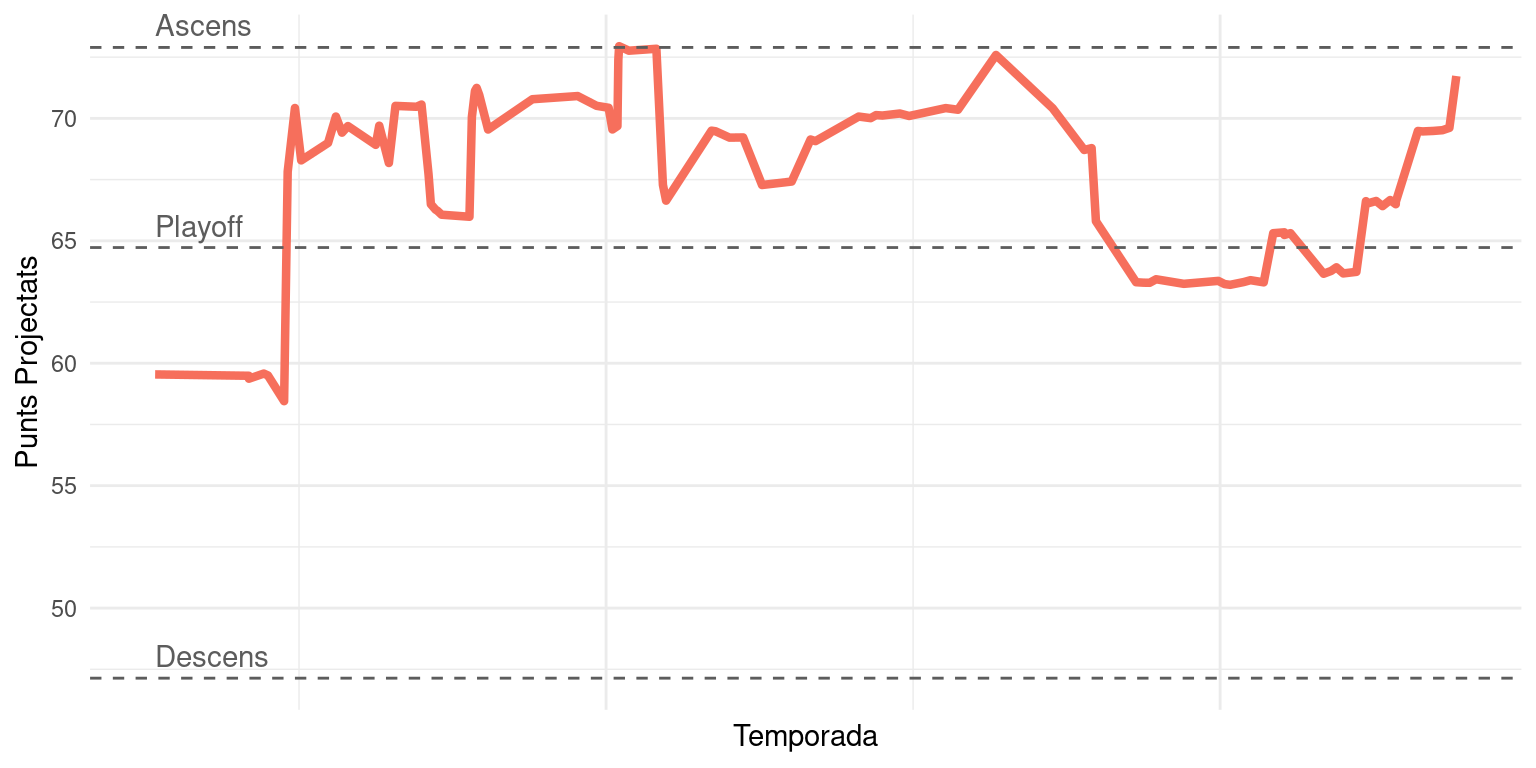 Ascens
70
Playoff
65
Punts Projectats
60
55
50
Descens
Temporada